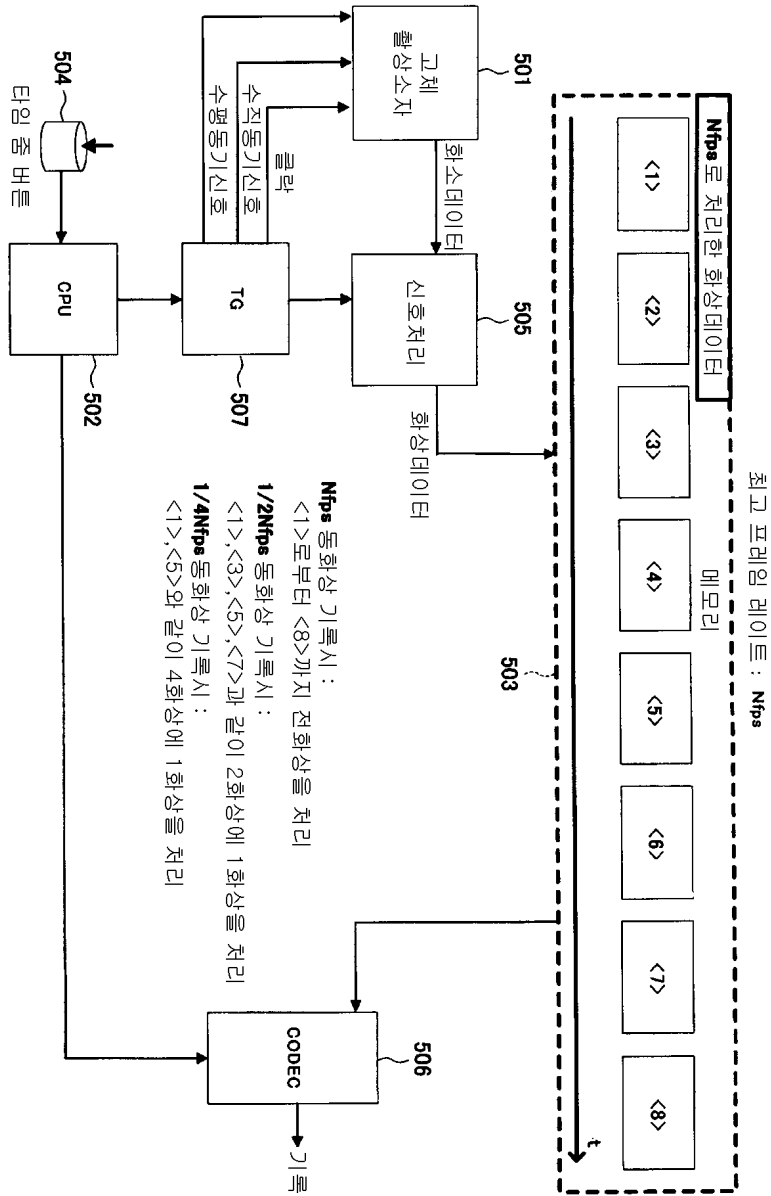 최고 프레임 레이트 : Nfps
Nfps로 처리한 화상데이터
메모리
<1>
<2>
<3>
<4>
<5>
<6>
<7>
<8>
t
503
501
고체
촬상소자
화소데이터
505
신호처리
화상데이터
클락
수직동기신호
수평동기신호
TG
507
504
타임 줌 버튼
CPU
502
Nfps 동화상 기록시 :
<1>로부터 <8>까지 전화상을 처리
1/2Nfps 동화상 기록시 :
<1>,<3>,<5>,<7>과 같이 2화상에 1화상을 처리
1/4Nfps 동화상 기록시 :
<1>,<5>와 같이 4화상에 1화상을 처리
CODEC
506
기록